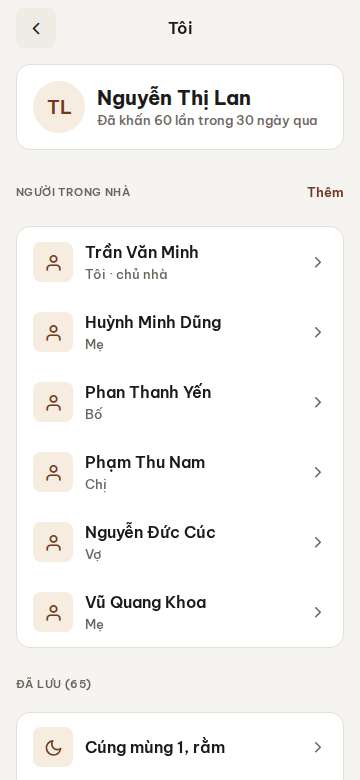 Tôi
TL
Nguyễn Thị Lan
Đã khấn 60 lần trong 30 ngày qua
NGƯỜI TRONG NHÀ
Thêm
Trần Văn Minh
Tôi · chủ nhà
Huỳnh Minh Dũng
Mẹ
Phan Thanh Yến
Bố
Phạm Thu Nam
Chị
Nguyễn Đức Cúc
Vợ
Vũ Quang Khoa
Mẹ
ĐÃ LƯU (65)
Cúng mùng 1, rằm